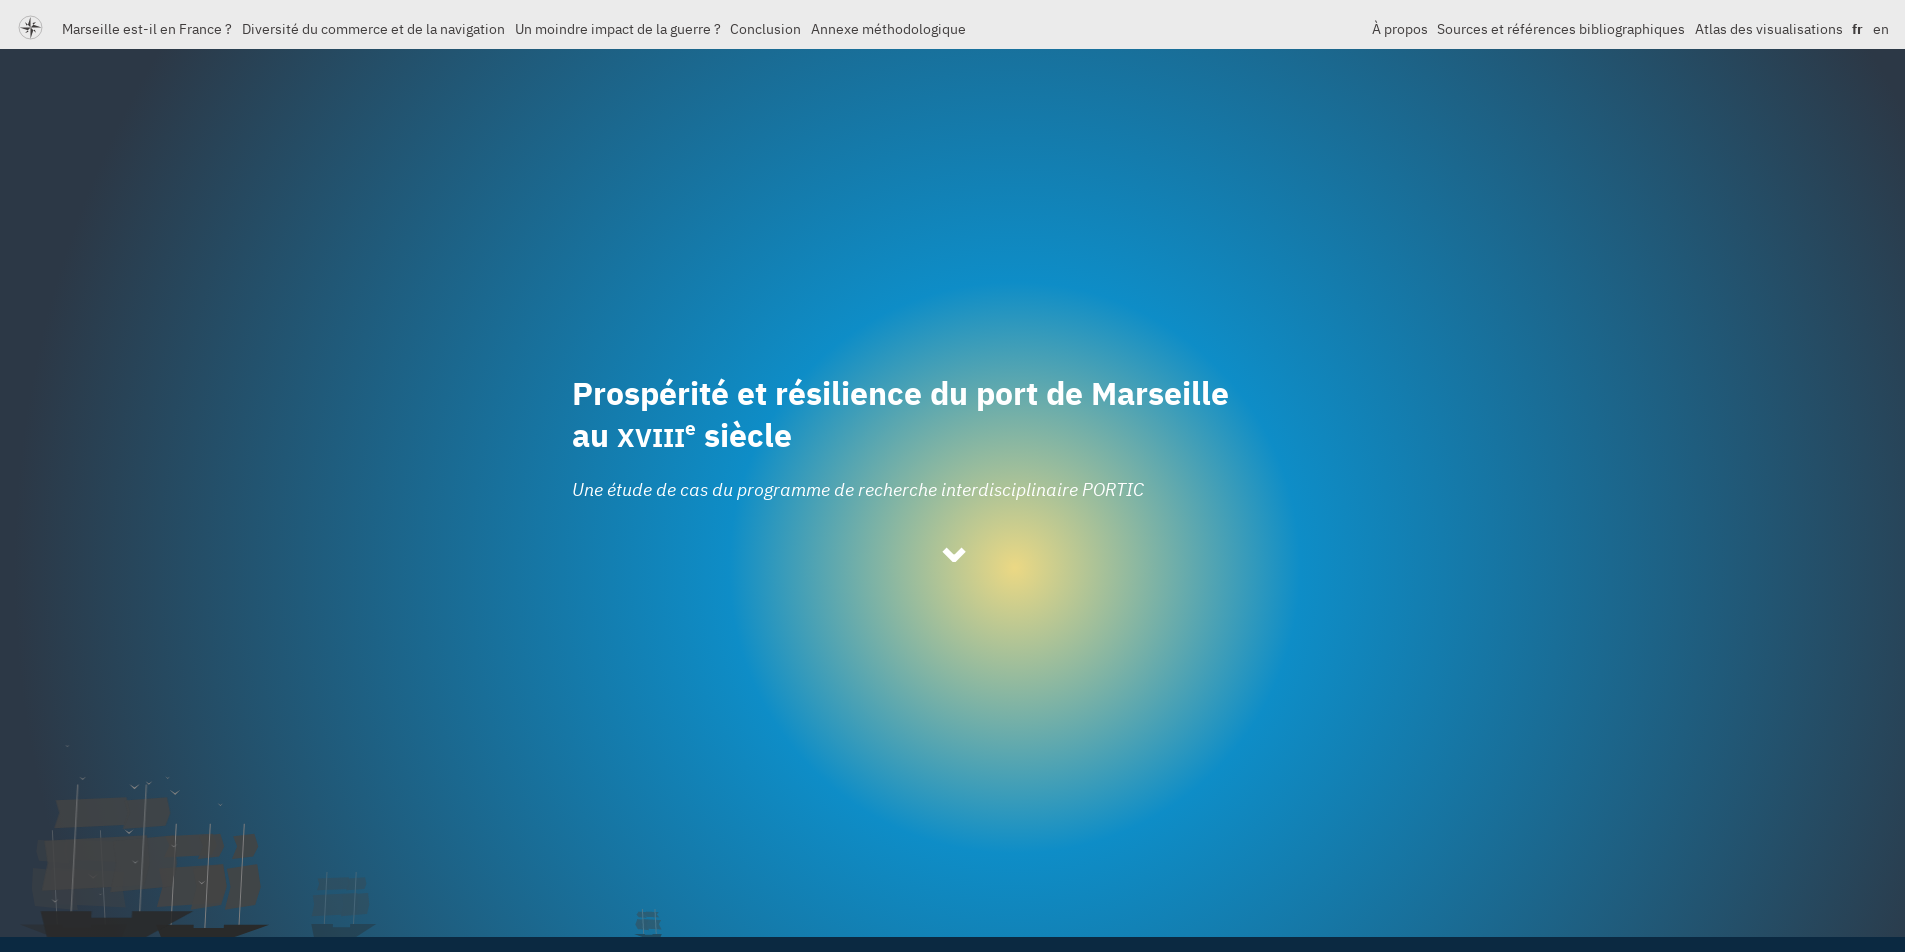 Marseille est-il en France ? Diversité du commerce et de la navigation Un moindre impact de la guerre ? Conclusion Annexe méthodologique À propos Sources et références bibliographiques Atlas des visualisations fr en
Prospérité et résilience du port de Marseille
au XVIIIᵉ siècle
Une étude de cas du programme de recherche interdisciplinaire PORTIC